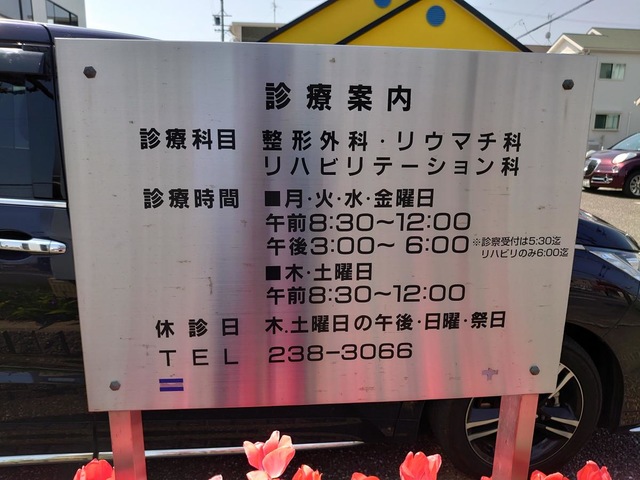 診療案内
診療科目 整形外科・リウマチ科
リハビリテーション科
診療時間 ■月・火・水・金曜日
午前8:30～12:00
午後3:00～6:00 ※診察受付は5:30迄
リハビリのみ6:00迄
■木・土曜日
午前8:30～12:00
休診日 木.土曜日の午後・日曜・祭日
TEL 238-3066